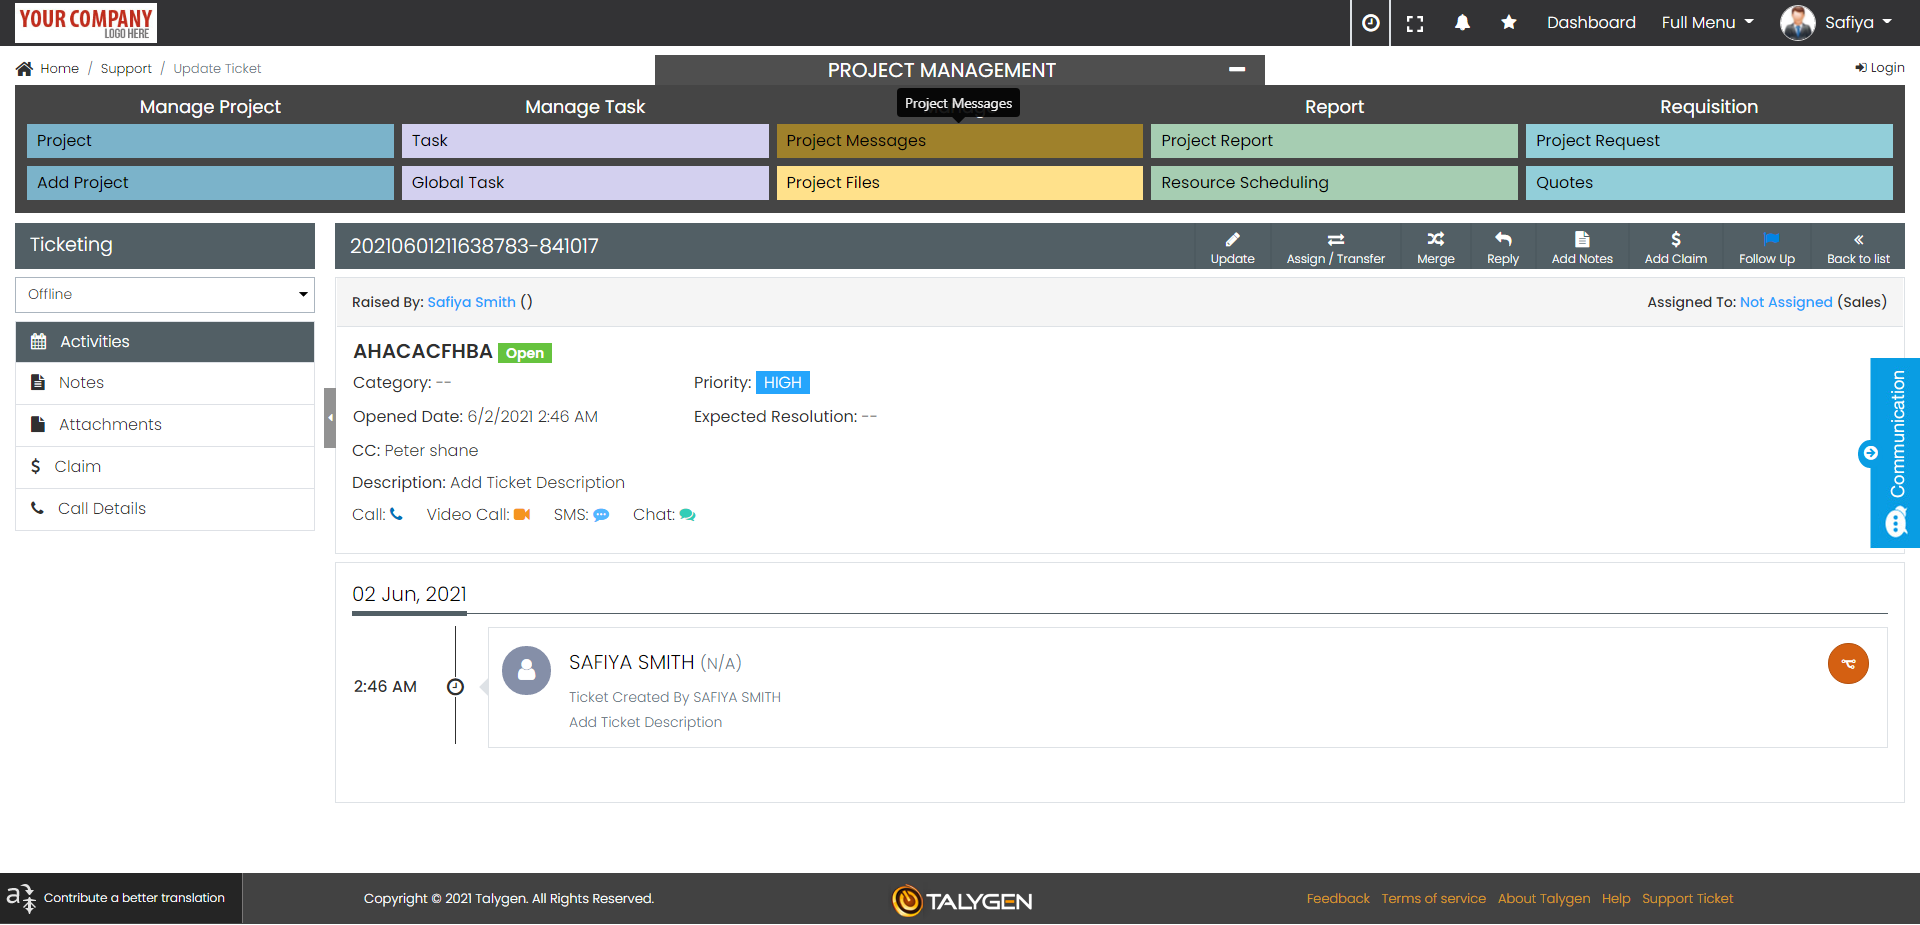 YOUR COMPANY
LOGO HERE
Dashboard Full Menu Safiya
Home / Support / Update Ticket
PROJECT MANAGEMENT
Login
Manage Project
Project
Add Project
Manage Task
Task
Global Task
Project Messages
Project Messages
Project Files
Report
Project Report
Resource Scheduling
Requisition
Project Request
Quotes
Ticketing
Offline
Activities
Notes
Attachments
$ Claim
Call Details
20210601211638783-841017
Update
Assign / Transfer
Merge
Reply
Add Notes
$ Add Claim
Follow Up
Back to list
Raised By: Safiya Smith ()
Assigned To: Not Assigned (Sales)
AHACACFHBA Open
Category: --
Priority: HIGH
Opened Date: 6/2/2021 2:46 AM
Expected Resolution: --
CC: Peter shane
Description: Add Ticket Description
Call: Video Call: SMS: Chat:
Communication
02 Jun, 2021
2:46 AM
SAFIYA SMITH (N/A)
Ticket Created By SAFIYA SMITH
Add Ticket Description
Contribute a better translation
Copyright © 2021 Talygen. All Rights Reserved.
TALYGEN
Feedback Terms of service About Talygen Help Support Ticket